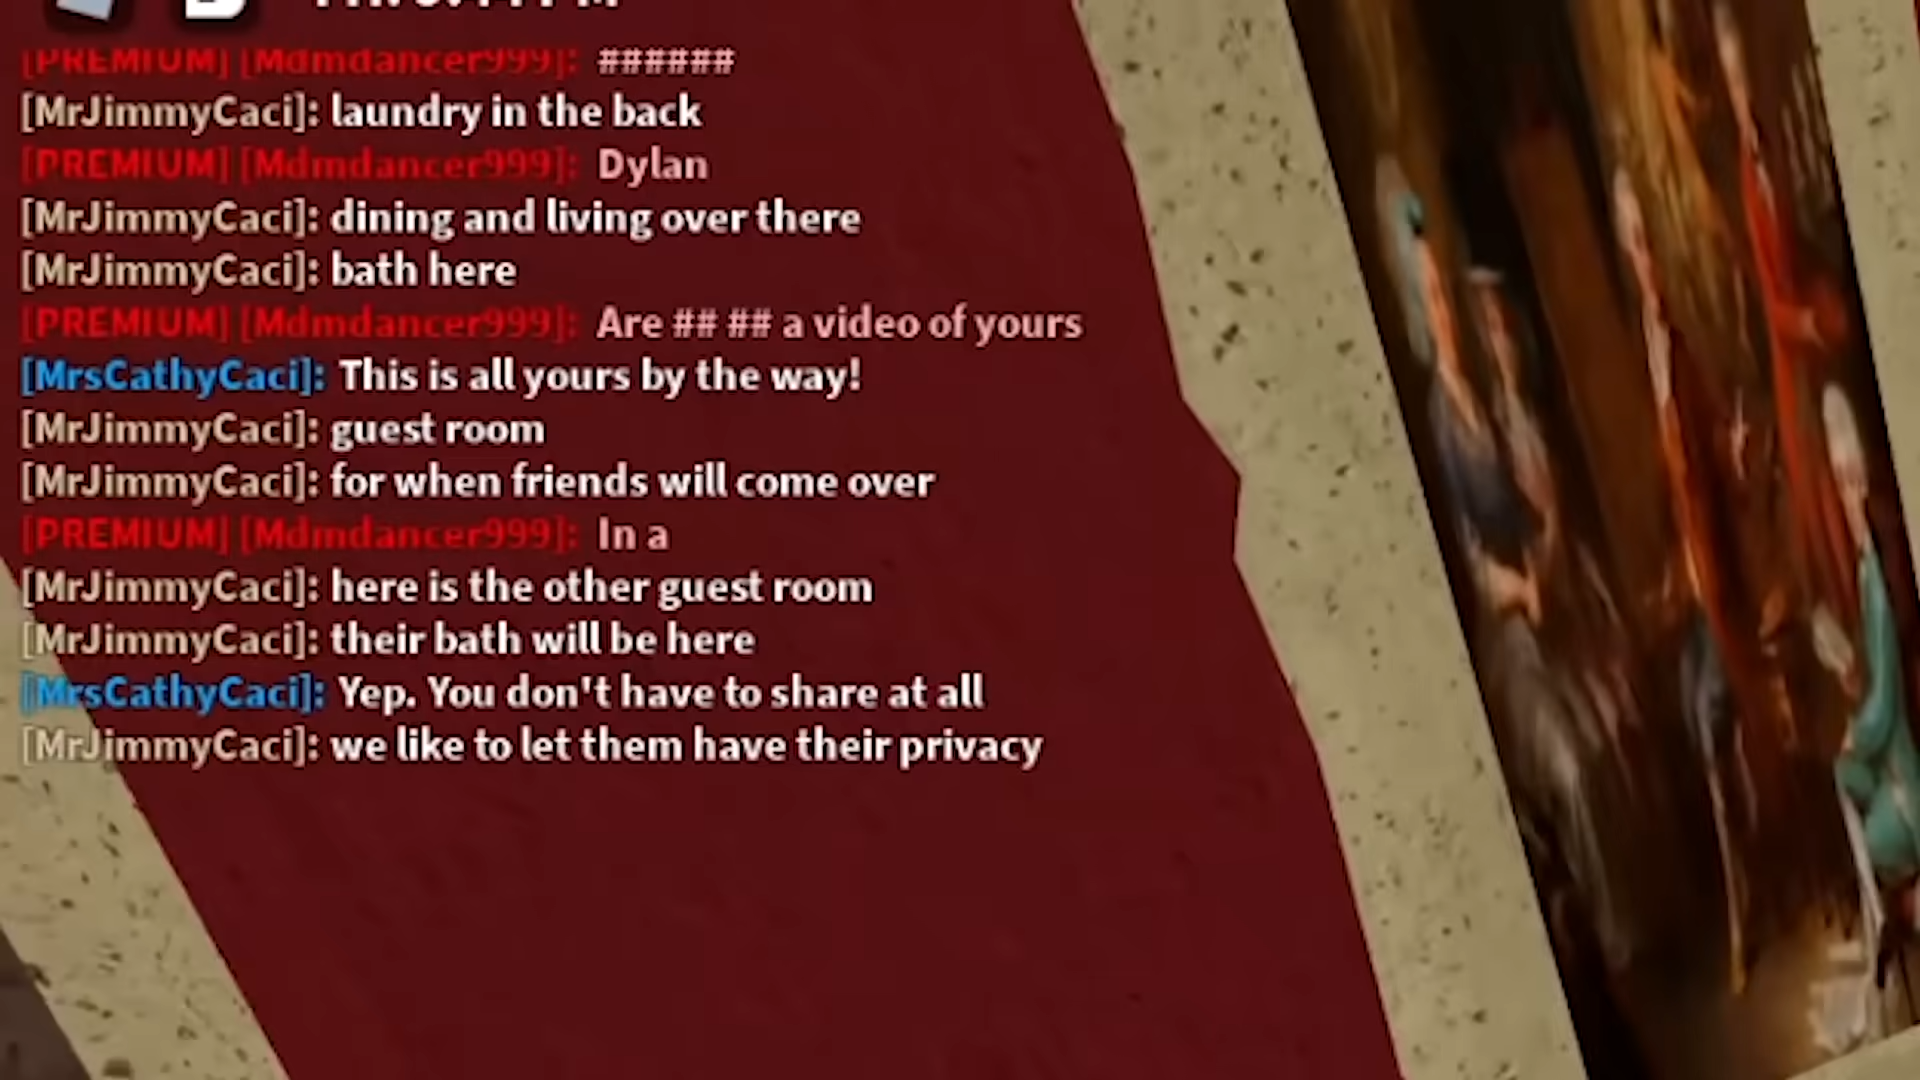 [PREMIUM] [Mdmdancer999]: ######
[MrJimmyCaci]: laundry in the back
[PREMIUM] [Mdmdancer999]: Dylan
[MrJimmyCaci]: dining and living over there
[MrJimmyCaci]: bath here
[PREMIUM] [Mdmdancer999]: Are ## ## a video of yours
[MrsCathyCaci]: This is all yours by the way!
[MrJimmyCaci]: guest room
[MrJimmyCaci]: for when friends will come over
[PREMIUM] [Mdmdancer999]: In a
[MrJimmyCaci]: here is the other guest room
[MrJimmyCaci]: their bath will be here
[MrsCathyCaci]: Yep. You don't have to share at all
[MrJimmyCaci]: we like to let them have their privacy